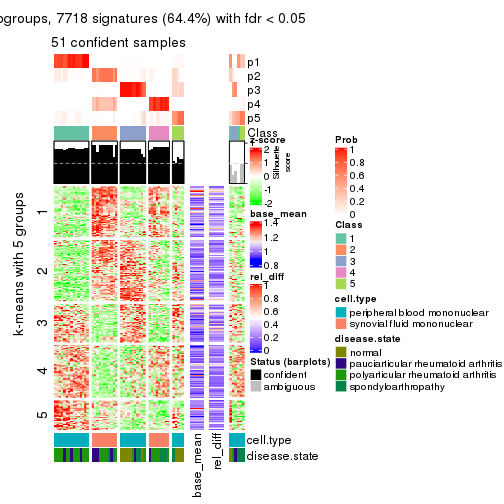 ogroups, 7718 signatures (64.4%) with fdr < 0.05
51 confident samples
p1
p2
p3
p4
p5
Class
z-score
2
1
0
-1
-2
Silhouette
score
base_mean
1.4
1.2
1
0.8
rel_diff
1
0.8
0.6
0.4
0.2
0
Status (barplots)
confident
ambiguous
Prob
1
0.8
0.6
0.4
0.2
0
Class
1
2
3
4
5
cell.type
peripheral blood mononuclear
synovial fluid mononuclear
disease.state
normal
pauciarticular rheumatoid arthritis
polyarticular rheumatoid arthritis
spondyloarthropathy
k-means with 5 groups
1
2
3
4
5
cell.type
disease.state
base_mean
rel_diff